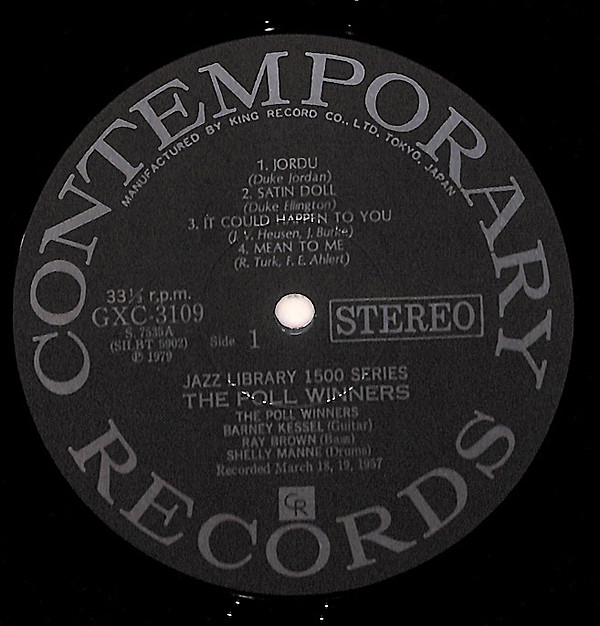 CONTEMPORARY
MANUFACTURED BY KING RECORD CO., LTD. TOKYO, JAPAN
1. JORDU
(Duke Jordan)
2. SATIN DOLL
(Duke Ellington)
3. IT COULD HAPPEN TO YOU
(J. V. Heusen, J. Burke)
4. MEAN TO ME
(R. Turk, F. E. Ahlert)
33⅓ r.p.m.
GXC-3109
S. 7535A
(SILBT 5902)
℗ 1979
Side 1
STEREO
JAZZ LIBRARY 1500 SERIES
THE POLL WINNERS
THE POLL WINNERS
BARNEY KESSEL (Guitar)
RAY BROWN (Bass)
SHELLY MANNE (Drums)
Recorded March 18, 19, 1957
CR
RECORDS